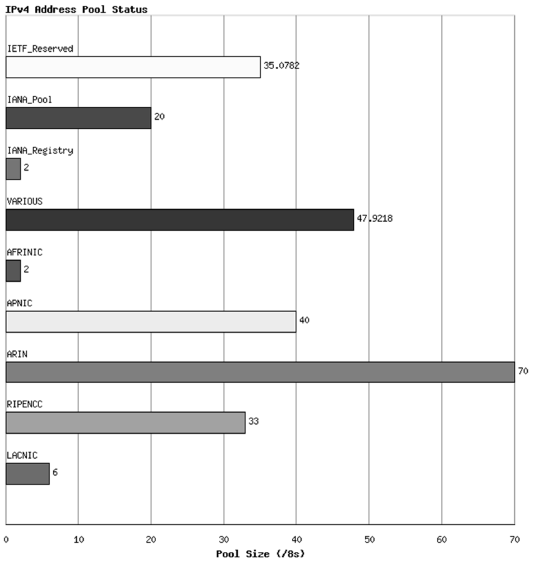 IPv4 Address Pool Status
IETF_Reserved
35.0782
IANA_Pool
20
IANA_Registry
2
VARIOUS
47.9218
AFRINIC
2
APNIC
40
ARIN
70
RIPENCC
33
LACNIC
6
0 10 20 30 40 50 60 70
Pool Size (/8s)